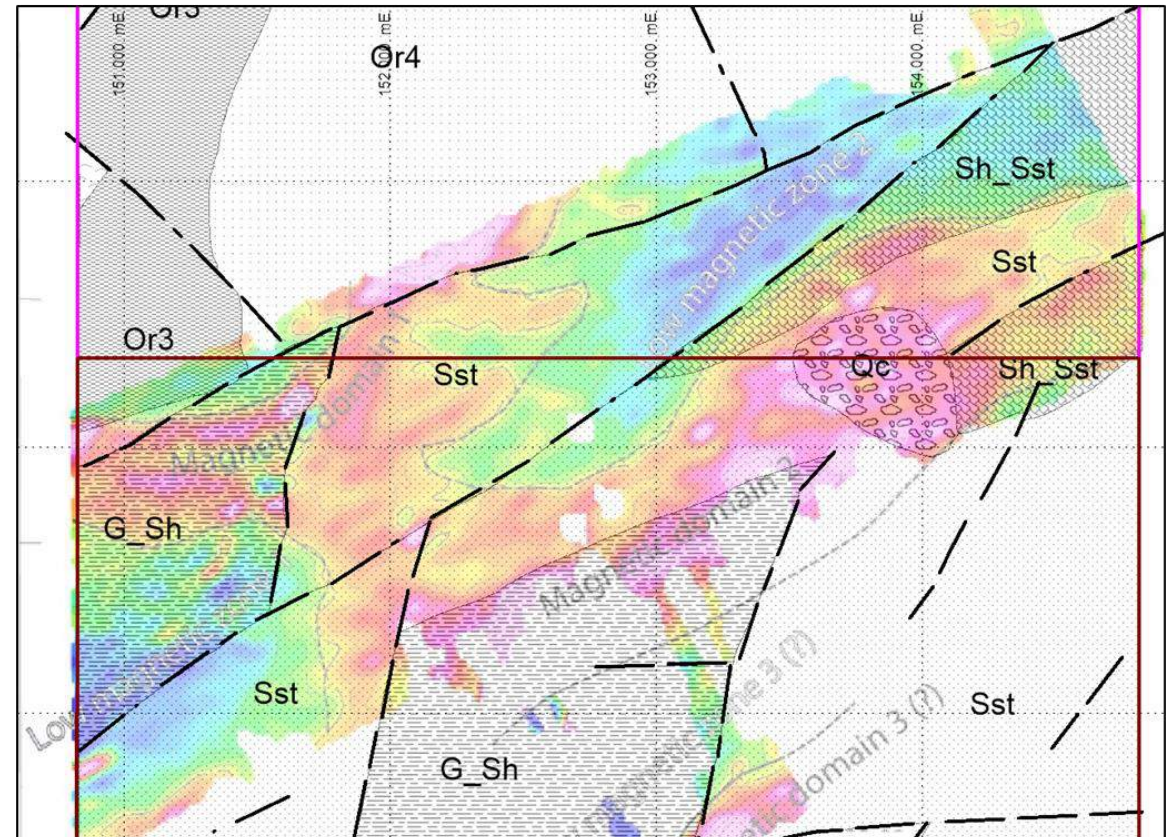 Or3
151.000. mE.
152.000. mE.
153.000. mE.
154.000. mE.
Or4
Sh_Sst
low magnetic zone 2
Sst
Or3
Sst
Qc
Sh_Sst
Magnetic domain 1
G_Sh
Magnetic domain 2
Low magnetic zone
Sst
magnetic zone 3 (?)
Sst
G_Sh
netic domain 3 (?)